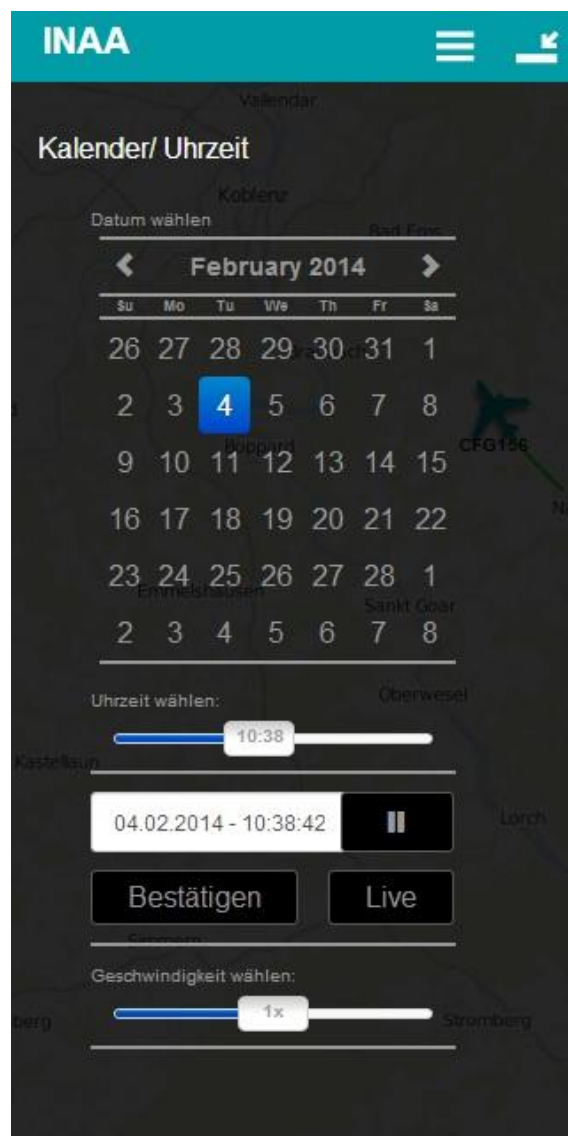 INAA
Vallendar
Kalender/ Uhrzeit
Koblenz
Datum wählen
Bad Ems
February 2014
Su Mo Tu We Th Fr Sa
26 27 28 29 30 31 1
2 3 4 5 6 7 8
Boppard
CFG156
9 10 11 12 13 14 15
16 17 18 19 20 21 22
23 24 25 26 27 28 1
Emmelshausen
Sankt Goar
2 3 4 5 6 7 8
Uhrzeit wählen:
Oberwesel
10:38
Kastellaun
04.02.2014 - 10:38:42
Lorch
Bestätigen Live
Simmern
Geschwindigkeit wählen:
1x
berg
Stromberg